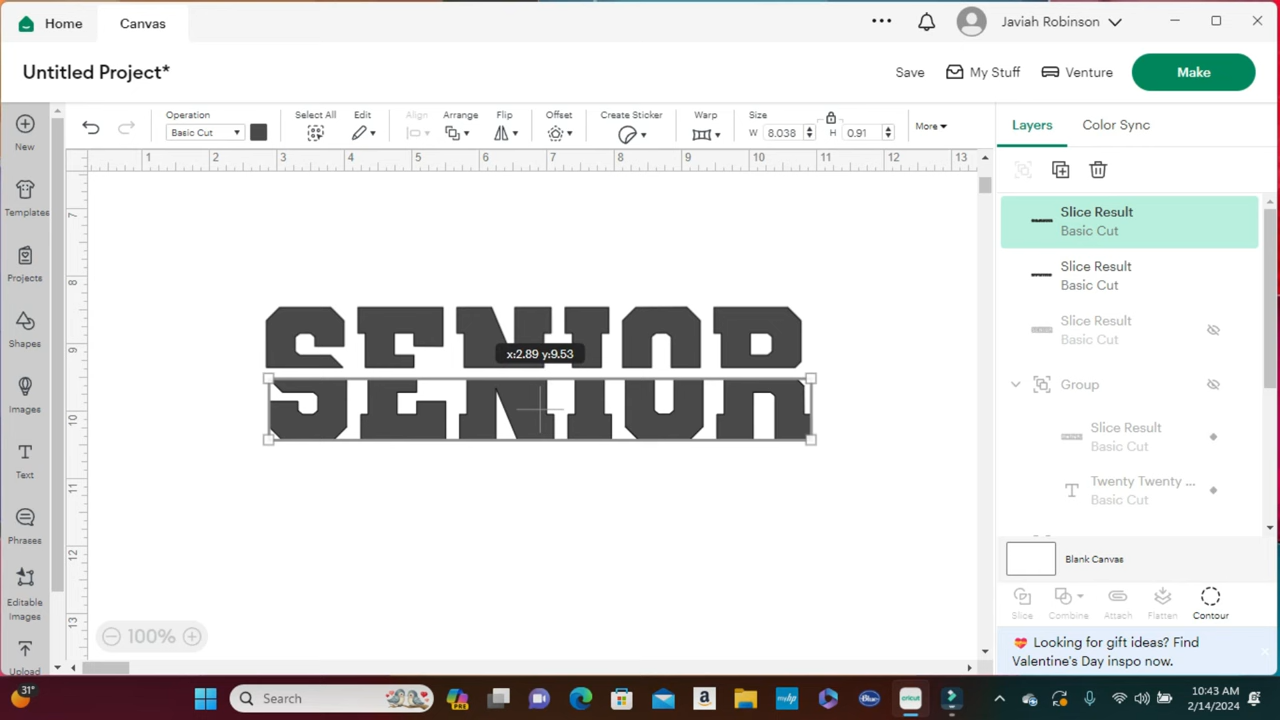 Home
Canvas
Javiah Robinson
Untitled Project*
Save
My Stuff
Venture
Make
Operation
Basic Cut
Select All
Edit
Align
Arrange
Flip
Offset
Create Sticker
Warp
Size
W 8.038
H 0.91
More
Layers
Color Sync
1 2 3 4 5 6 7 8 9 10 11 12 13
7
8
9
10
11
12
13
New
Templates
Projects
Shapes
Images
Text
Phrases
Editable
Images
Upload
SENIOR
x:2.89 y:9.53
100%
Slice Result
Basic Cut
Slice Result
Basic Cut
Slice Result
Basic Cut
Group
Slice Result
Basic Cut
Twenty Twenty ...
Basic Cut
Blank Canvas
Slice
Combine
Attach
Flatten
Contour
Looking for gift ideas? Find
Valentine's Day inspo now.
31°
Search
PRE
a
myhp
Blue
cricut
10:43 AM
2/14/2024